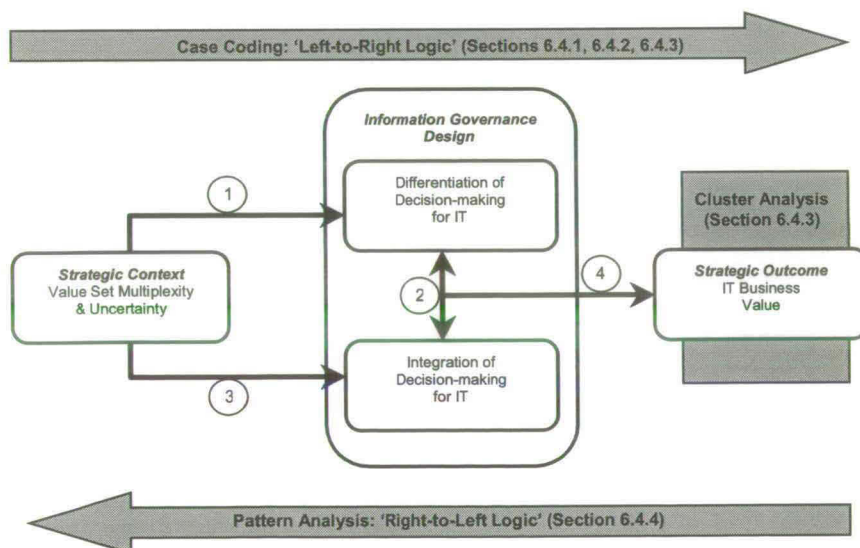 Case Coding: 'Left-to-Right Logic' (Sections 6.4.1, 6.4.2, 6.4.3)
Information Governance
Design
1
Differentiation of
Decision-making
for IT
Cluster Analysis
(Section 6.4.3)
Strategic Context
Value Set Multiplexity
& Uncertainty
2
4
Strategic Outcome
IT Business
Value
3
Integration of
Decision-making
for IT
Pattern Analysis: 'Right-to-Left Logic' (Section 6.4.4)